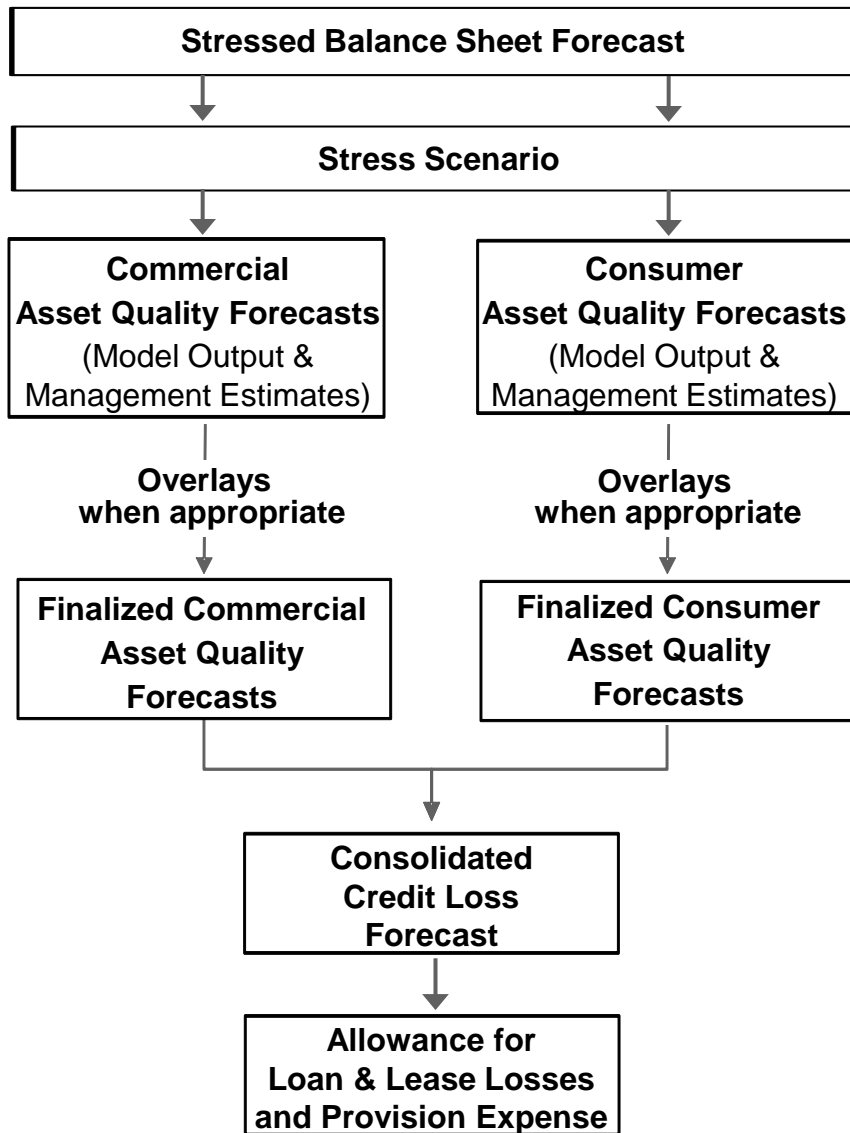 Stressed Balance Sheet Forecast
Stress Scenario
Commercial
Asset Quality Forecasts
(Model Output &
Management Estimates)
Consumer
Asset Quality Forecasts
(Model Output &
Management Estimates)
Overlays
when appropriate
Overlays
when appropriate
Finalized Commercial
Asset Quality
Forecasts
Finalized Consumer
Asset Quality
Forecasts
Consolidated
Credit Loss
Forecast
Allowance for
Loan & Lease Losses
and Provision Expense